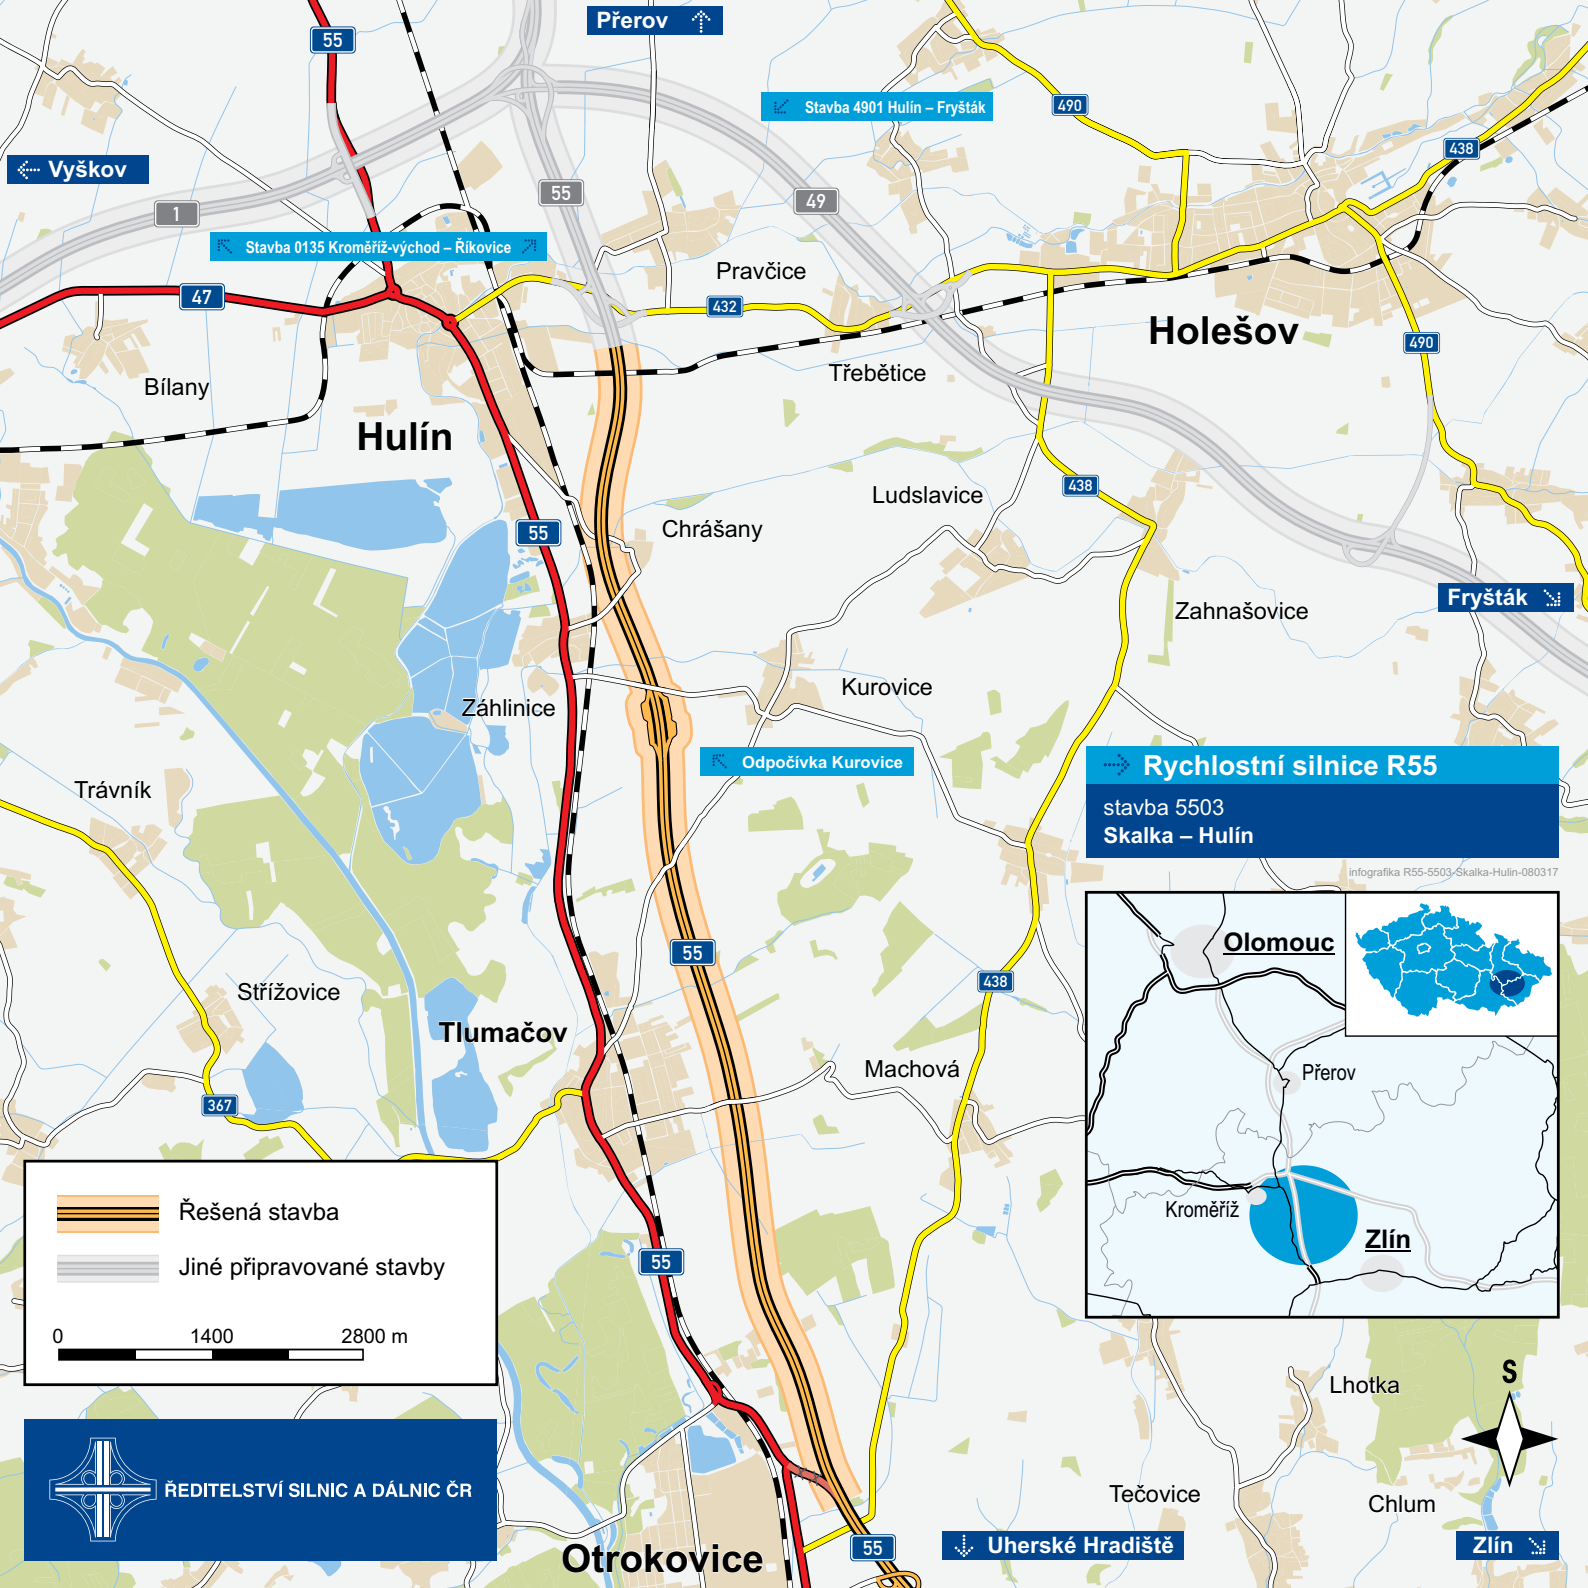 55
Přerov
Stavba 4901 Hulín – Fryšták
490
438
Vyškov
1
55
49
Stavba 0135 Kroměříž-východ – Říkovice
Pravčice
47
432
Holešov
490
Bílany
Třebětice
Hulín
438
Ludslavice
55
Chrášany
Fryšták
Zahnašovice
Kurovice
Záhlinice
Odpočívka Kurovice
Rychlostní silnice R55
stavba 5503
Skalka – Hulín
infografika R55-5503-Skalka-Hulin-080317
Trávník
Olomouc
55
438
Střížovice
Tlumačov
Machová
Přerov
367
Kroměříž
Zlín
Řešená stavba
Jiné připravované stavby
55
0 1400 2800 m
S
Lhotka
ŘEDITELSTVÍ SILNIC A DÁLNIC ČR
Tečovice
Chlum
55
Uherské Hradiště
Zlín
Otrokovice